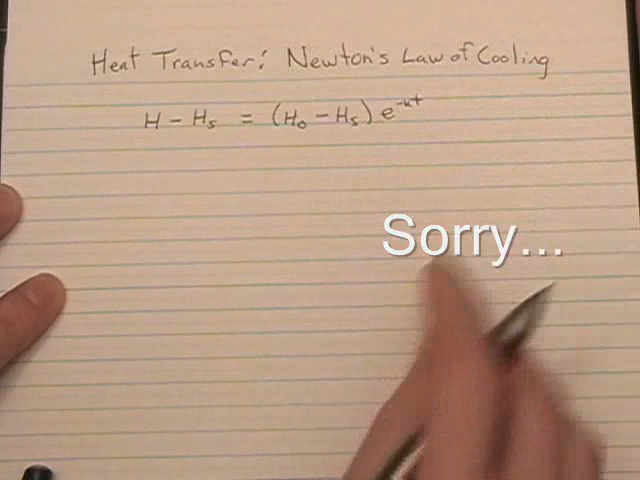 Heat Transfer: Newton's Law of Cooling
H - Hs = (H₀ - Hs) e^-kt
Sorry...